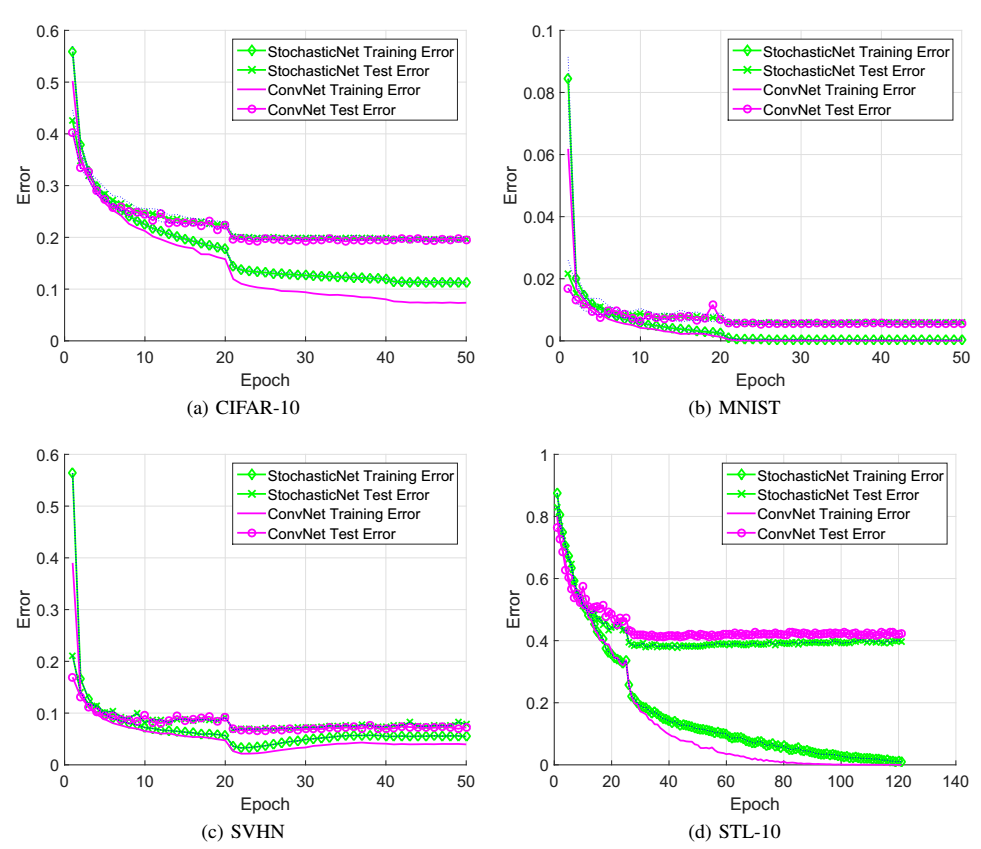 0.6
0.5
0.4
0.3
0.2
0.1
0
Error
0 10 20 30 40 50
Epoch
StochasticNet Training Error
StochasticNet Test Error
ConvNet Training Error
ConvNet Test Error
(a) CIFAR-10
0.1
0.08
0.06
0.04
0.02
0
Error
0 10 20 30 40 50
Epoch
StochasticNet Training Error
StochasticNet Test Error
ConvNet Training Error
ConvNet Test Error
(b) MNIST
0.6
0.5
0.4
0.3
0.2
0.1
0
Error
0 10 20 30 40 50
Epoch
StochasticNet Training Error
StochasticNet Test Error
ConvNet Training Error
ConvNet Test Error
(c) SVHN
1
0.8
0.6
0.4
0.2
0
Error
0 20 40 60 80 100 120 140
Epoch
StochasticNet Training Error
StochasticNet Test Error
ConvNet Training Error
ConvNet Test Error
(d) STL-10